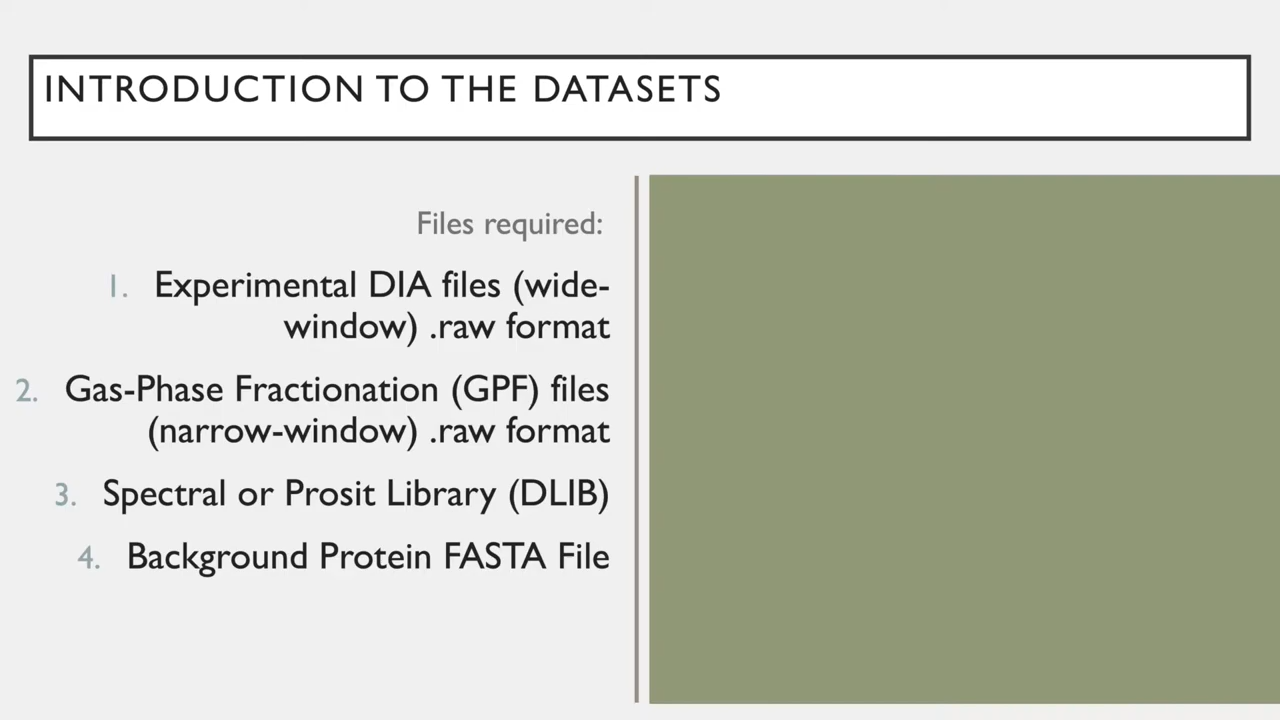 INTRODUCTION TO THE DATASETS
Files required:
1. Experimental DIA files (wide-
window) .raw format
2. Gas-Phase Fractionation (GPF) files
(narrow-window) .raw format
3. Spectral or Prosit Library (DLIB)
4. Background Protein FASTA File